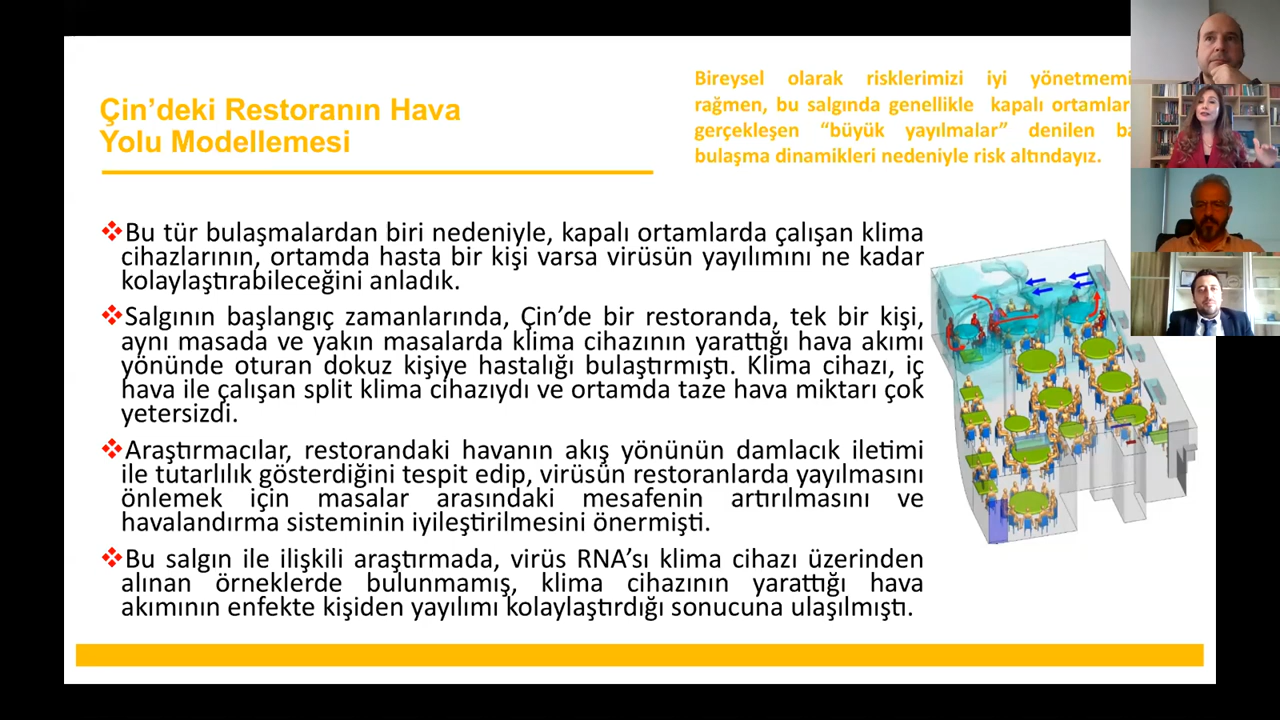 Çin’deki Restoranın Hava
Yolu Modellemesi
Bireysel olarak risklerimizi iyi
rağmen, bu salgında genellikle kapalı
gerçekleşen “büyük yayılmalar” denilen
bulaşma dinamikleri nedeniyle risk altındayız.
❖Bu tür bulaşmalardan biri nedeniyle, kapalı ortamlarda çalışan klima
cihazlarının, ortamda hasta bir kişi varsa virüsün yayılımını ne kadar
kolaylaştırabileceğini anladık.
❖Salgının başlangıç zamanlarında, Çin’de bir restoranda, tek bir kişi,
aynı masada ve yakın masalarda klima cihazının yarattığı hava akımı
yönünde oturan dokuz kişiye hastalığı bulaştırmıştı. Klima cihazı, iç
hava ile çalışan split klima cihazıydı ve ortamda taze hava miktarı çok
yetersizdi.
❖Araştırmacılar, restorandaki havanın akış yönünün damlacık iletimi
ile tutarlılık gösterdiğini tespit edip, virüsün restoranlarda yayılmasını
önlemek için masalar arasındaki mesafenin artırılmasını ve
havalandırma sisteminin iyileştirilmesini önermişti.
❖Bu salgın ile ilişkili araştırmada, virüs RNA’sı klima cihazı üzerinden
alınan örneklerde bulunmamış, klima cihazının yarattığı hava
akımının enfekte kişiden yayılımı kolaylaştırdığı sonucuna ulaşılmıştı.